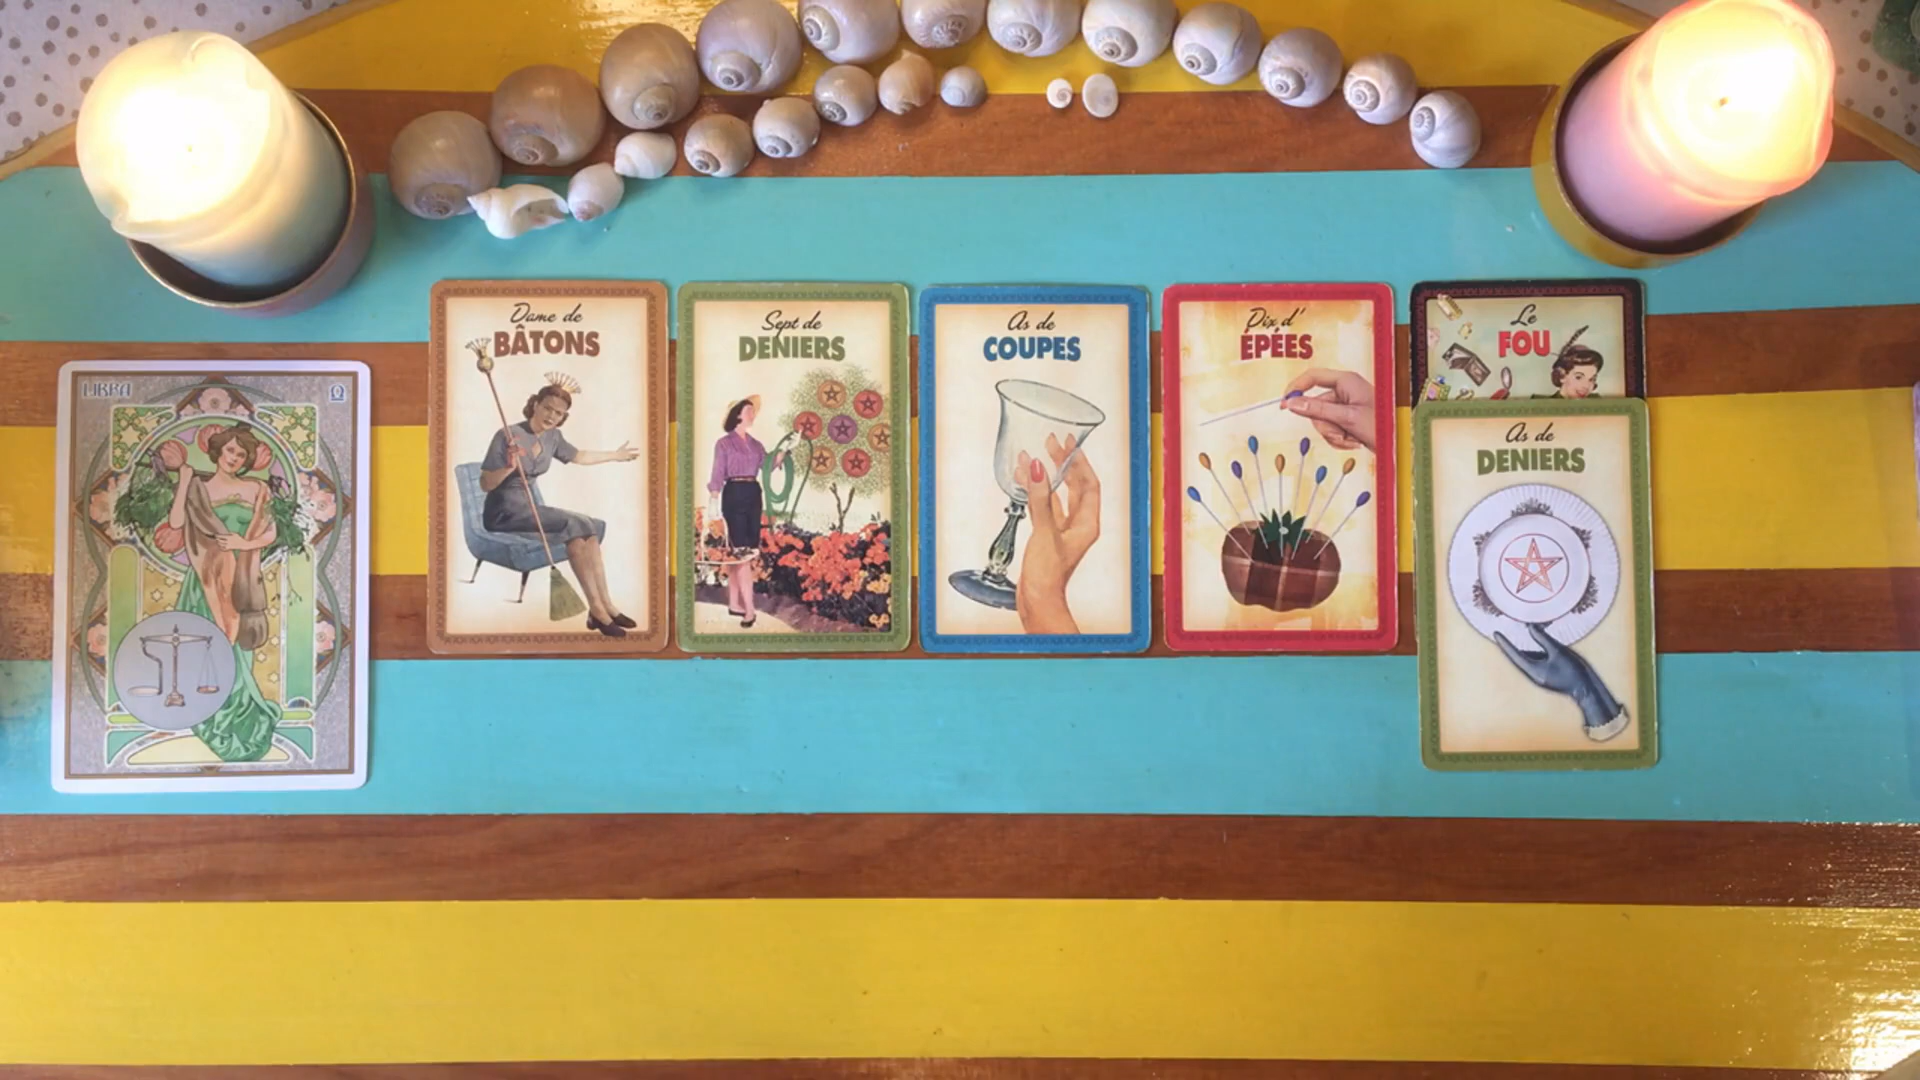 LIBRA
Dame de
BÂTONS
Sept de
DENIERS
As de
COUPES
Dix d'
ÉPÉES
Le
FOU
As de
DENIERS